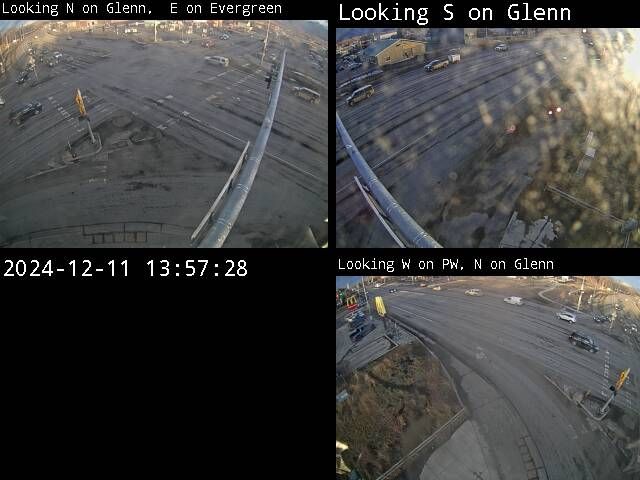 Looking N on Glenn,  E on Evergreen
Looking S on Glenn
2024-12-11 13:57:28
Looking W on PW, N on Glenn